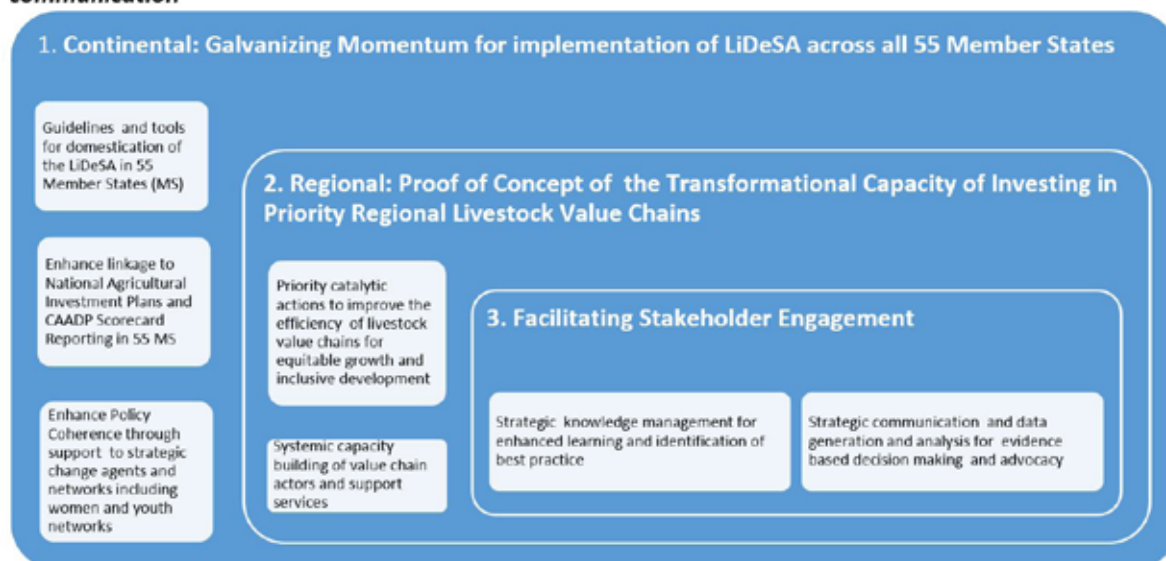 communication
1. Continental: Galvanizing Momentum for implementation of LiDeSA across all 55 Member States
Guidelines and tools
for domestication of
the LiDeSA in 55
Member States (MS)
Enhance linkage to
National Agricultural
Investment Plans and
CAADP Scorecard
Reporting in 55 MS
Enhance Policy
Coherence through
support to strategic
change agents and
networks including
women and youth
networks
2. Regional: Proof of Concept of the Transformational Capacity of Investing in
Priority Regional Livestock Value Chains
Priority catalytic
actions to improve the
efficiency of livestock
value chains for
equitable growth and
inclusive development
Systemic capacity
building of value chain
actors and support
services
3. Facilitating Stakeholder Engagement
Strategic knowledge management for
enhanced learning and identification of
best practice
Strategic communication and data
generation and analysis for evidence
based decision making and advocacy